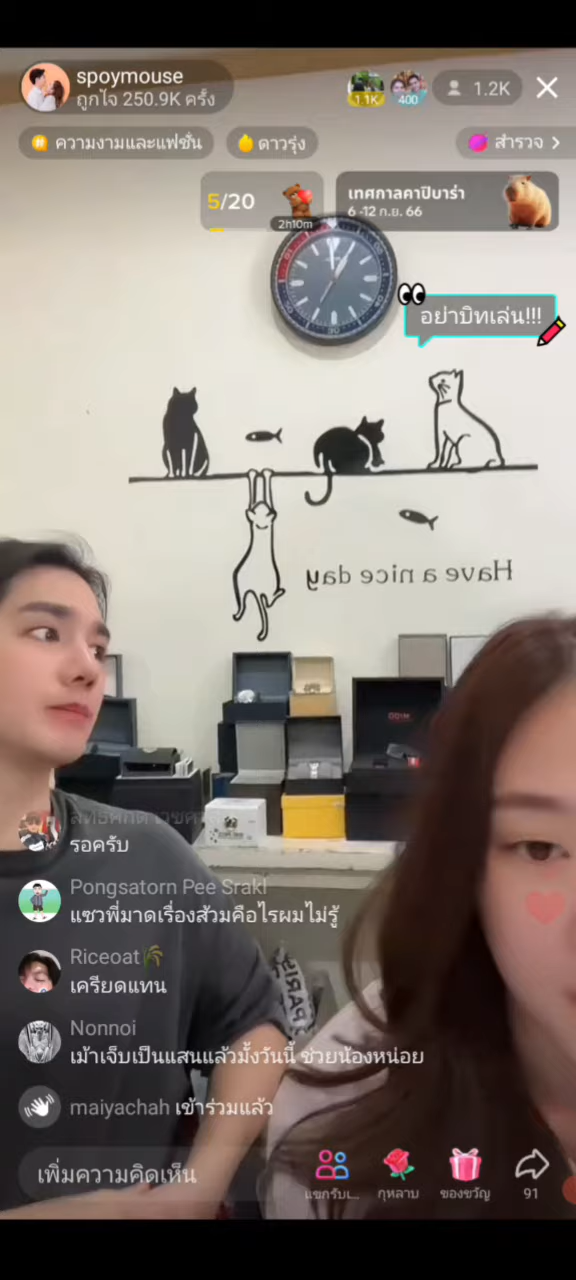 spoymouse
ถูกใจ 250.9K ครั้ง
1.1K
400
1.2K
ความงามและแฟชั่น
ดาวรุ่ง
สำรวจ
5/20
2h10m
เทศกาลคาปิบาร่า
6 -12 ก.ย. 66
อย่าบิทเล่น!!!
Have a nice day
รอครับ
Pongsatorn Pee Srakl
แซวพี่มาดเรื่องส้วมคือไรผมไม่รู้
Riceoat
เครียดแทน
Nonnoi
เม้าเจ็บเป็นแสนแล้วมั้งวันนี้ ช่วยน้องหน่อย
maiyachah เข้าร่วมแล้ว
เพิ่มความคิดเห็น
แขกรับเ...
กุหลาบ
ของขวัญ
91